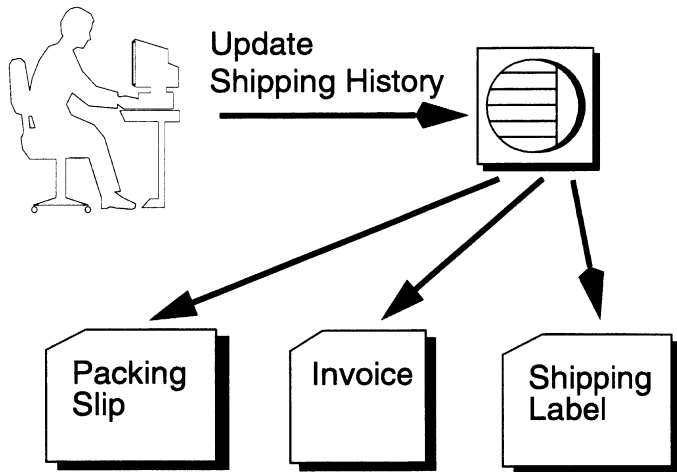 Update
Shipping History
Packing
Slip
Invoice
Shipping
Label